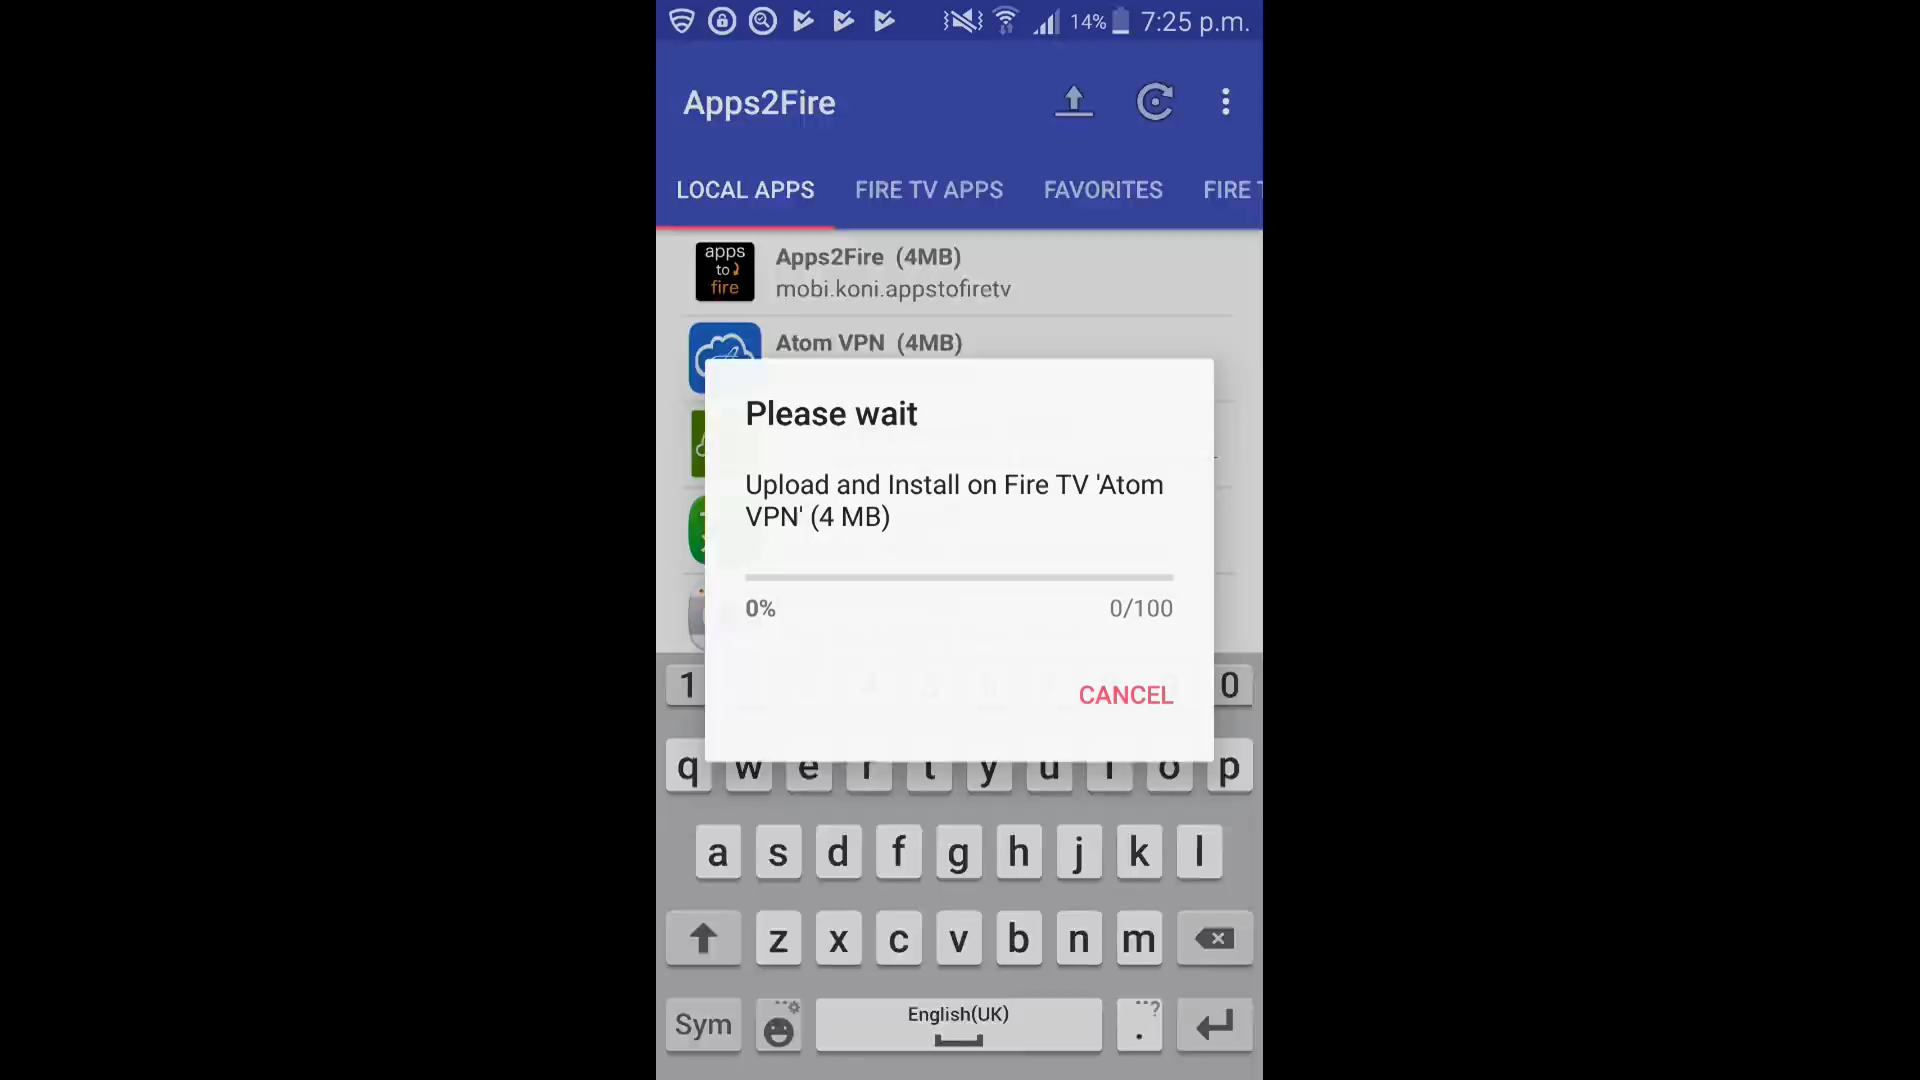 14% 7:25 p.m.
Apps2Fire
LOCAL APPS FIRE TV APPS FAVORITES FIRE
apps
to
fire
Apps2Fire (4MB)
mobi.koni.appstofiretv
Atom VPN (4MB)
Please wait
Upload and Install on Fire TV 'Atom
VPN' (4 MB)
0% 0/100
CANCEL
1 0
q w e r t y u i o p
a s d f g h j k l
z x c v b n m
Sym English(UK) . ?